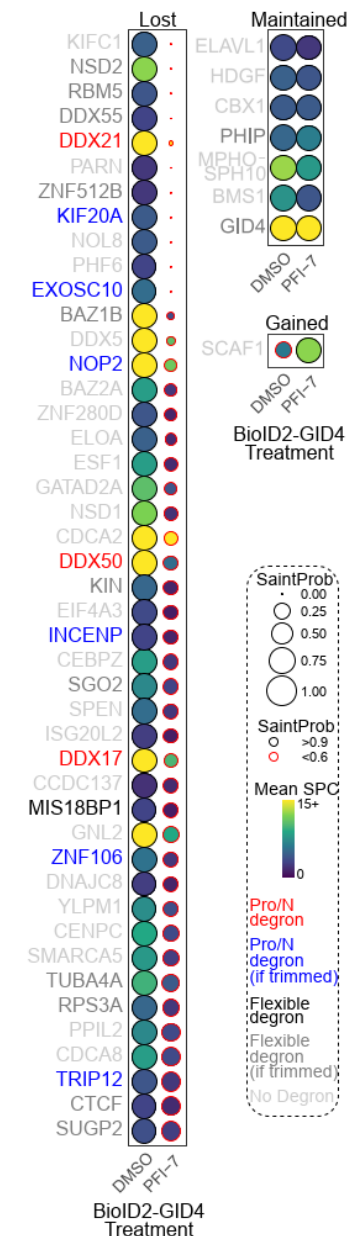 Lost
KIFC1
NSD2
RBM5
DDX55
DDX21
PARN
ZNF512B
KIF20A
NOL8
PHF6
EXOSC10
BAZ1B
DDX5
NOP2
BAZ2A
ZNF280D
ELOA
ESF1
GATAD2A
NSD1
CDCA2
DDX50
KIN
EIF4A3
INCENP
CEBPZ
SGO2
SPEN
ISG20L2
DDX17
CCDC137
MIS18BP1
GNL2
ZNF106
DNAJC8
YLPM1
CENPC
SMARCA5
TUBA4A
RPS3A
PPIL2
CDCA8
TRIP12
CTCF
SUGP2
DMSO
PFI-7
BioID2-GID4
Treatment
Maintained
ELAVL1
HDGF
CBX1
PHIP
MPHO-
SPH10
BMS1
GID4
DMSO
PFI-7
Gained
SCAF1
DMSO
PFI-7
BioID2-GID4
Treatment
SaintProb
0.00
0.25
0.50
0.75
1.00
SaintProb
>0.9
<0.6
Mean SPC
15+
0
Pro/N
degron
Pro/N
degron
(if trimmed)
Flexible
degron
Flexible
degron
(if trimmed)
No Degron